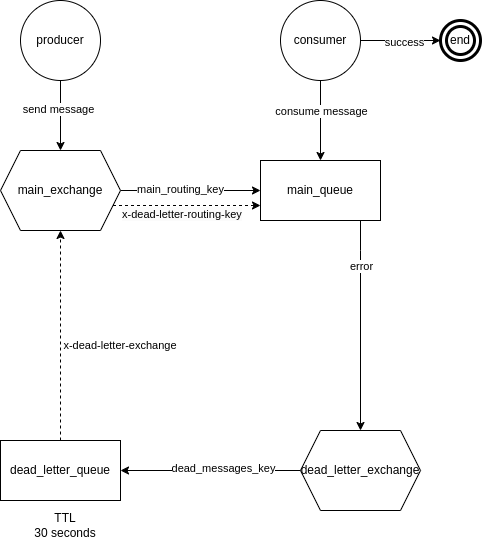 producer
consumer
success
end
send message
consume message
main_exchange
main_routing_key
x-dead-letter-routing-key
main_queue
error
x-dead-letter-exchange
dead_letter_queue
dead_messages_key
dead_letter_exchange
TTL
30 seconds